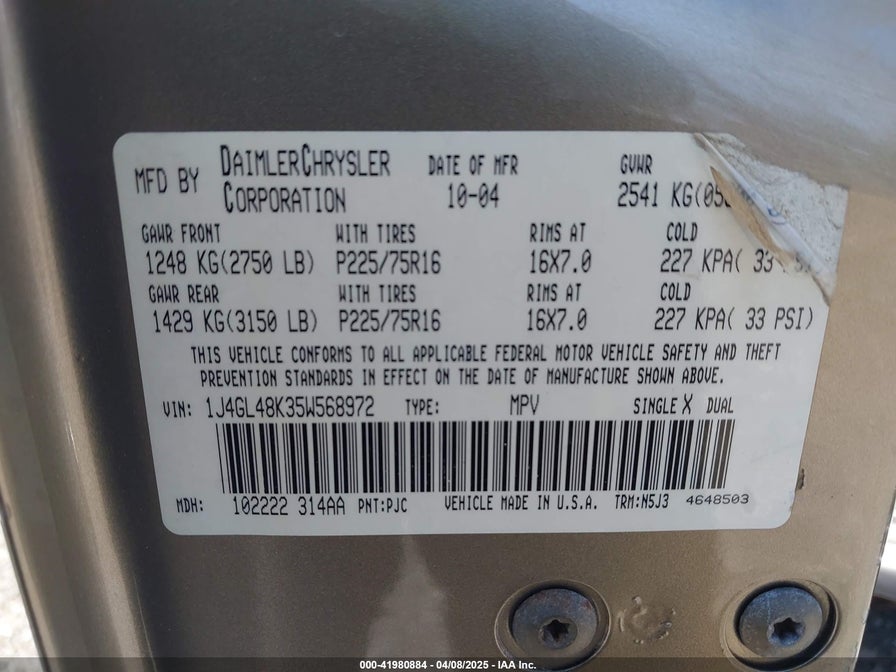 MFD BY DAIMLERCHRYSLER CORPORATION DATE OF MFR 10-04 GVWR 2541 KG(05
GAWR FRONT WITH TIRES RIMS AT COLD
1248 KG(2750 LB) P225/75R16 16X7.0 227 KPA( 33 PSI)
GAWR REAR WITH TIRES RIMS AT COLD
1429 KG(3150 LB) P225/75R16 16X7.0 227 KPA( 33 PSI)
THIS VEHICLE CONFORMS TO ALL APPLICABLE FEDERAL MOTOR VEHICLE SAFETY AND THEFT
PREVENTION STANDARDS IN EFFECT ON THE DATE OF MANUFACTURE SHOWN ABOVE.
VIN: 1J4GL48K35W568972 TYPE: MPV SINGLE X DUAL
MDH: 102222 314AA PNT:PJC VEHICLE MADE IN U.S.A. TRM:N5J3 4648503
000-41980884 - 04/08/2025 - IAA Inc.